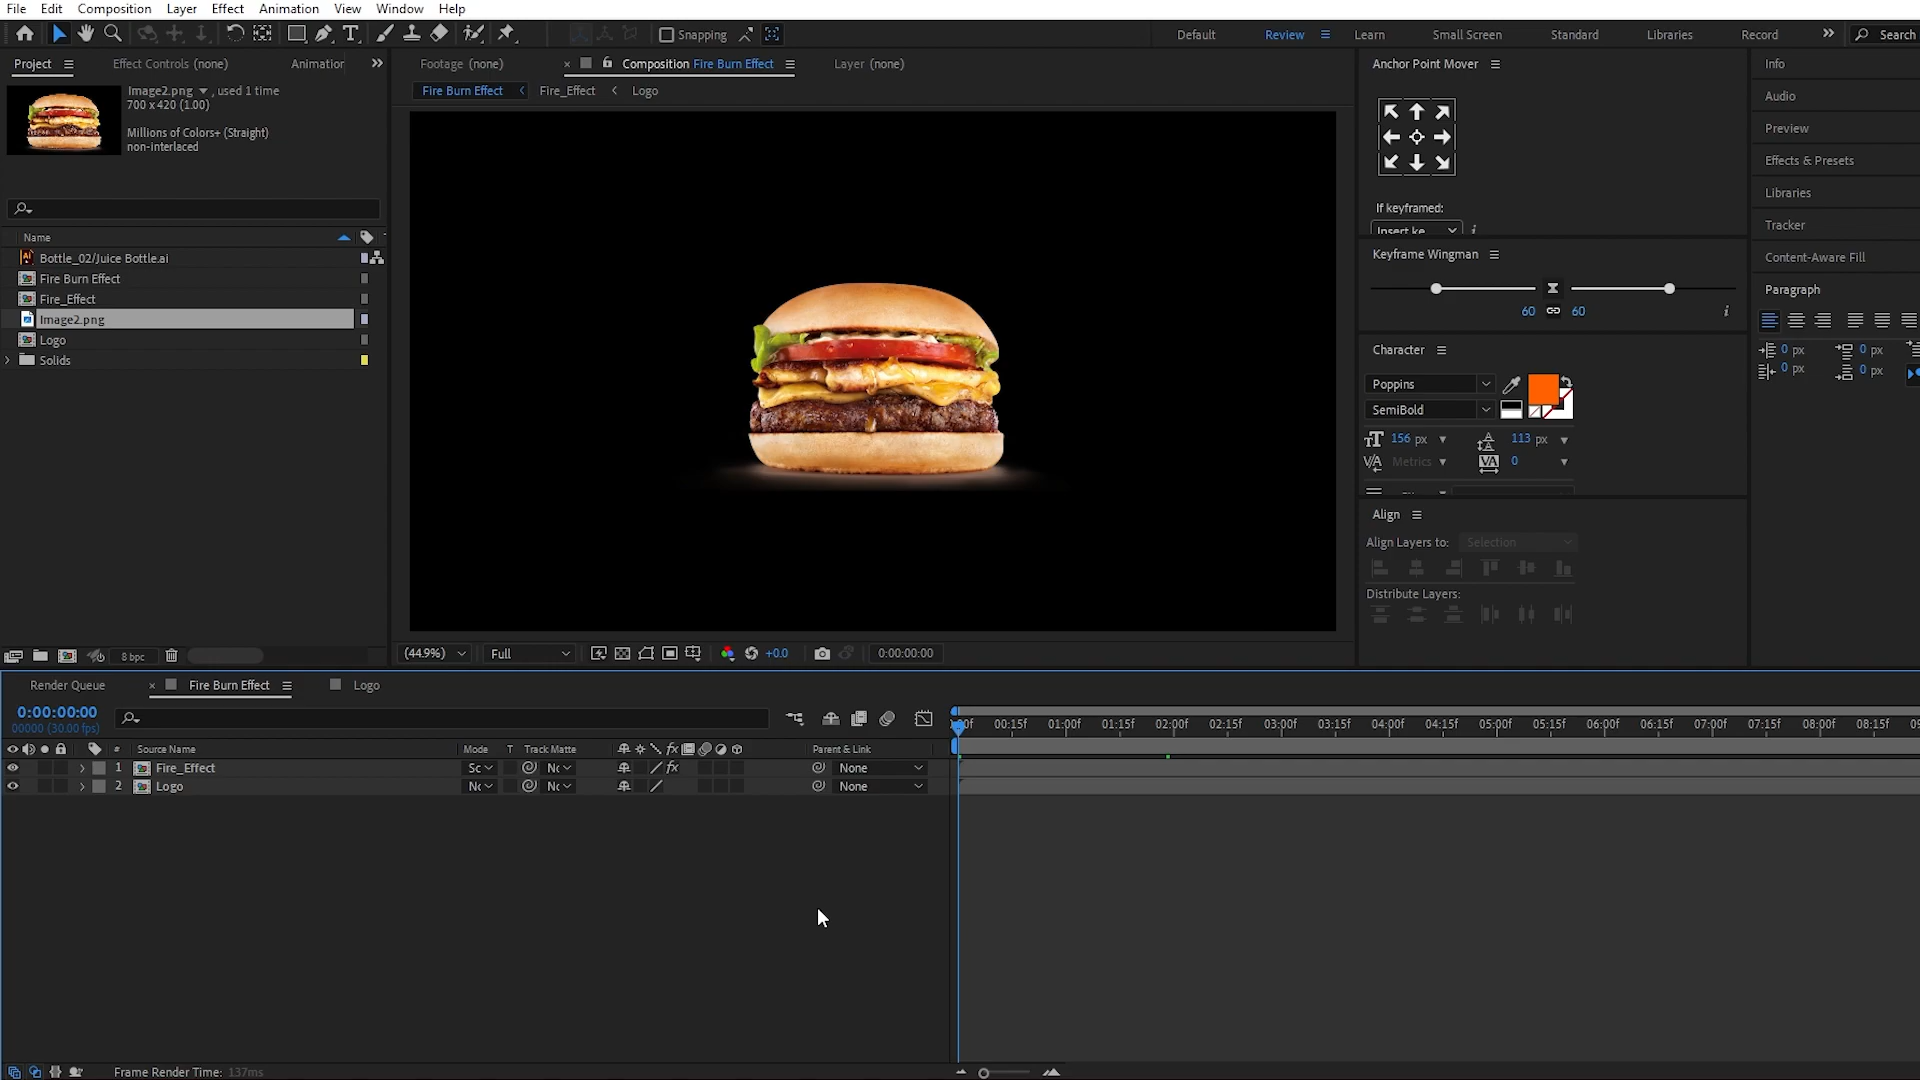 File Edit Composition Layer Effect Animation View Window Help
Snapping
Default Review Learn Small Screen Standard Libraries Record Search
Project Effect Controls (none)
Footage (none) Composition Fire Burn Effect Layer (none)
Fire Burn Effect Fire_Effect Logo
Image2.png , used 1 time
700 x 420 (1.00)
Millions of Colors+ (Straight)
non-interlaced
Name
Bottle_02/Juice Bottle.ai
Fire Burn Effect
Fire_Effect
Image2.png
Logo
Solids
8 bpc
(44.9%) Full +0.0 0:00:00:00
Anchor Point Mover
If keyframed:
Insert ke
Keyframe Wingman
60 60
Character
Poppins
SemiBold
156 px 113 px
Metrics 0
Align
Align Layers to: Selection
Distribute Layers:
Info
Audio
Preview
Effects & Presets
Libraries
Tracker
Content-Aware Fill
Paragraph
0 px 0 px
0 px 0 px
Render Queue Fire Burn Effect Logo
0:00:00:00
00000 (30.00 fps)
00:15f 01:00f 01:15f 02:00f 02:15f 03:00f 03:15f 04:00f 04:15f 05:00f 05:15f 06:00f 06:15f 07:00f 07:15f 08:00f 08:15f
# Source Name Mode T Track Matte fx Parent & Link
1 Fire_Effect Sc Nc fx None
2 Logo Nc Nc None
Frame Render Time: 137ms